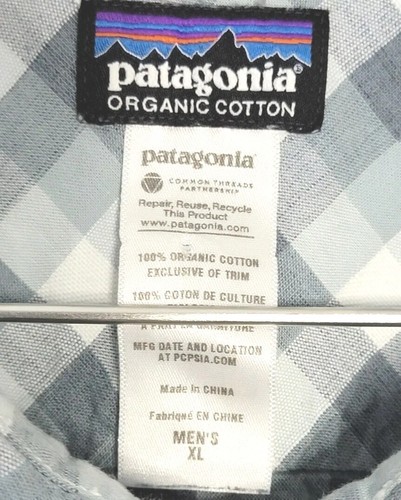 patagonia®
ORGANIC COTTON
patagonia
COMMON THREADS
PARTNERSHIP
Repair, Reuse, Recycle
This Product
www.patagonia.com
100% ORGANIC COTTON
EXCLUSIVE OF TRIM
100% COTON DE CULTURE
MFG DATE AND LOCATION
AT PCPSIA.COM
Made in CHINA
Fabriqué EN CHINE
MEN'S
XL